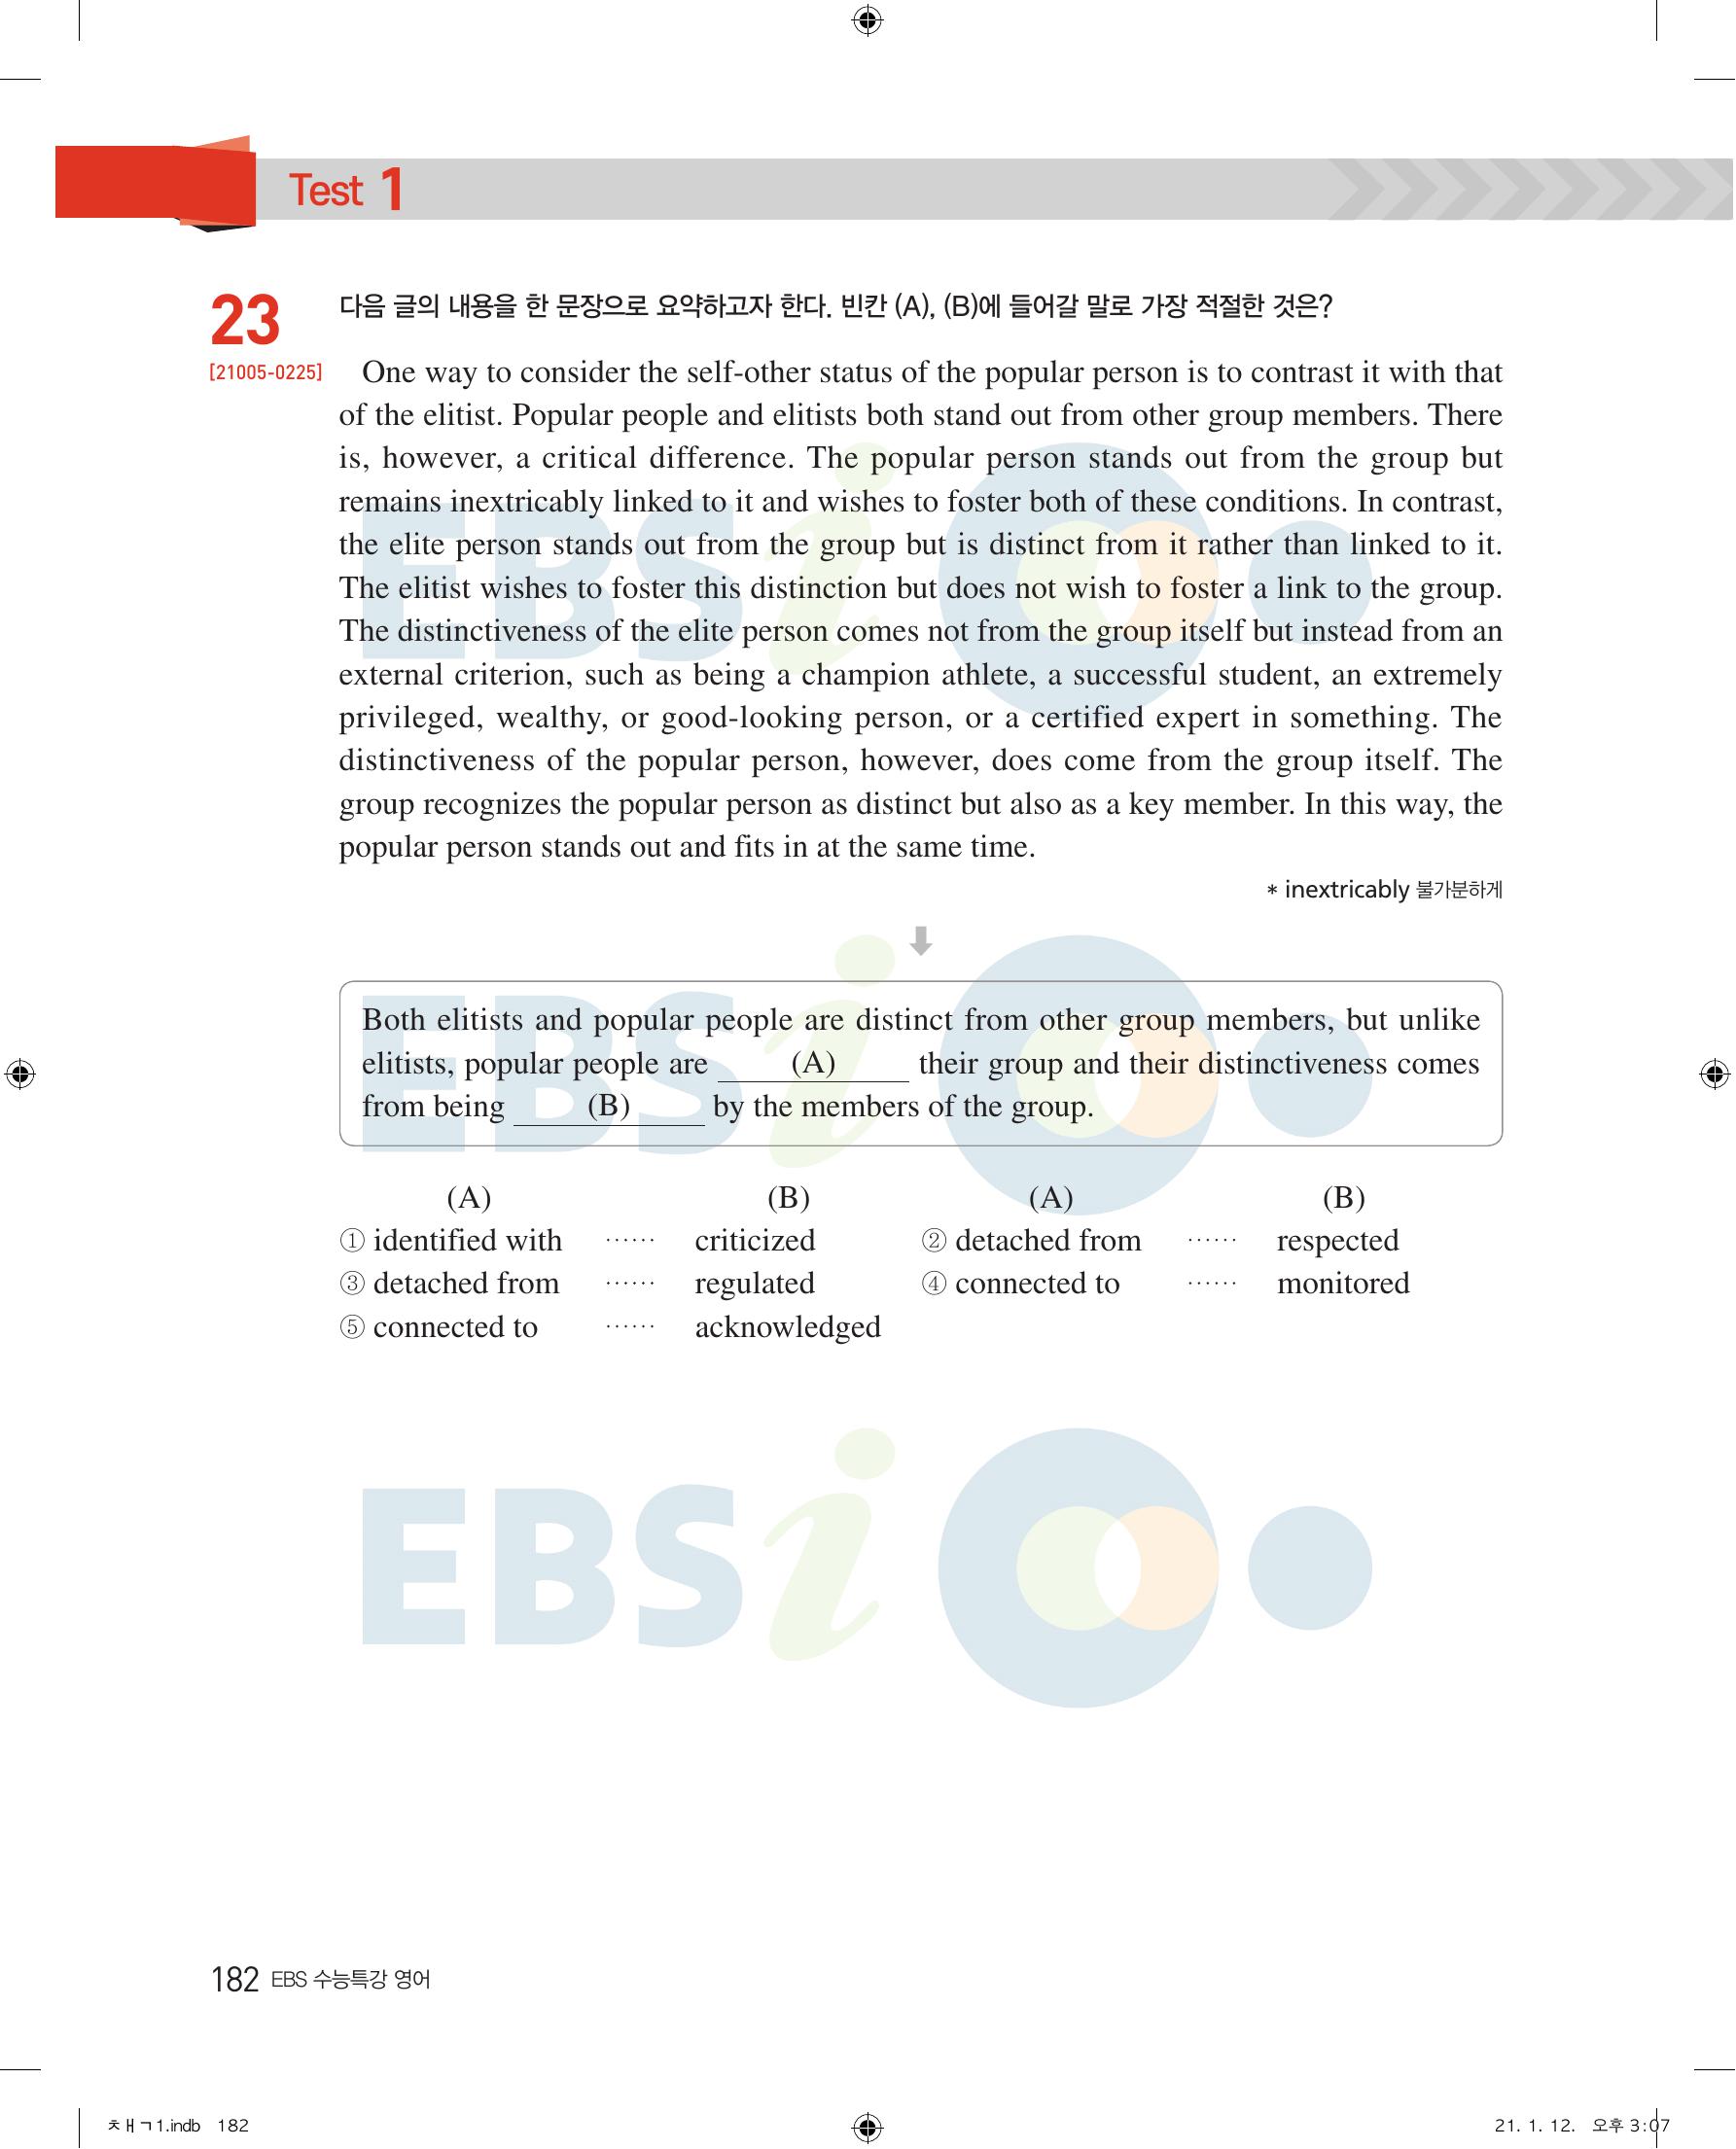 Test 1
23
다음 글의 내용을 한 문장으로 요약하고자 한다. 빈칸 (A), (B)에 들어갈 말로 가장 적절한 것은?
[21005-0225]
One way to consider the self-other status of the popular person is to contrast it with that
of the elitist. Popular people and elitists both stand out from other group members. There
is, however, a critical difference. The popular person stands out from the group but
remains inextricably linked to it and wishes to foster both of these conditions. In contrast,
the elite person stands out from the group but is distinct from it rather than linked to it.
The elitist wishes to foster this distinction but does not wish to foster a link to the group.
The distinctiveness of the elite person comes not from the group itself but instead from an
external criterion, such as being a champion athlete, a successful student, an extremely
privileged, wealthy, or good-looking person, or a certified expert in something. The
distinctiveness of the popular person, however, does come from the group itself. The
group recognizes the popular person as distinct but also as a key member. In this way, the
popular person stands out and fits in at the same time.
* inextricably 불가분하게
Both elitists and popular people are distinct from other group members, but unlike
elitists, popular people are (A) their group and their distinctiveness comes
from being (B) by the members of the group.
(A) (B) (A) (B)
① identified with ······ criticized ② detached from ······ respected
③ detached from ······ regulated ④ connected to ······ monitored
⑤ connected to ······ acknowledged
EBSi
182 EBS 수능특강 영어
ㅊㅐㄱ1.indb 182 21. 1. 12. 오후 3:07